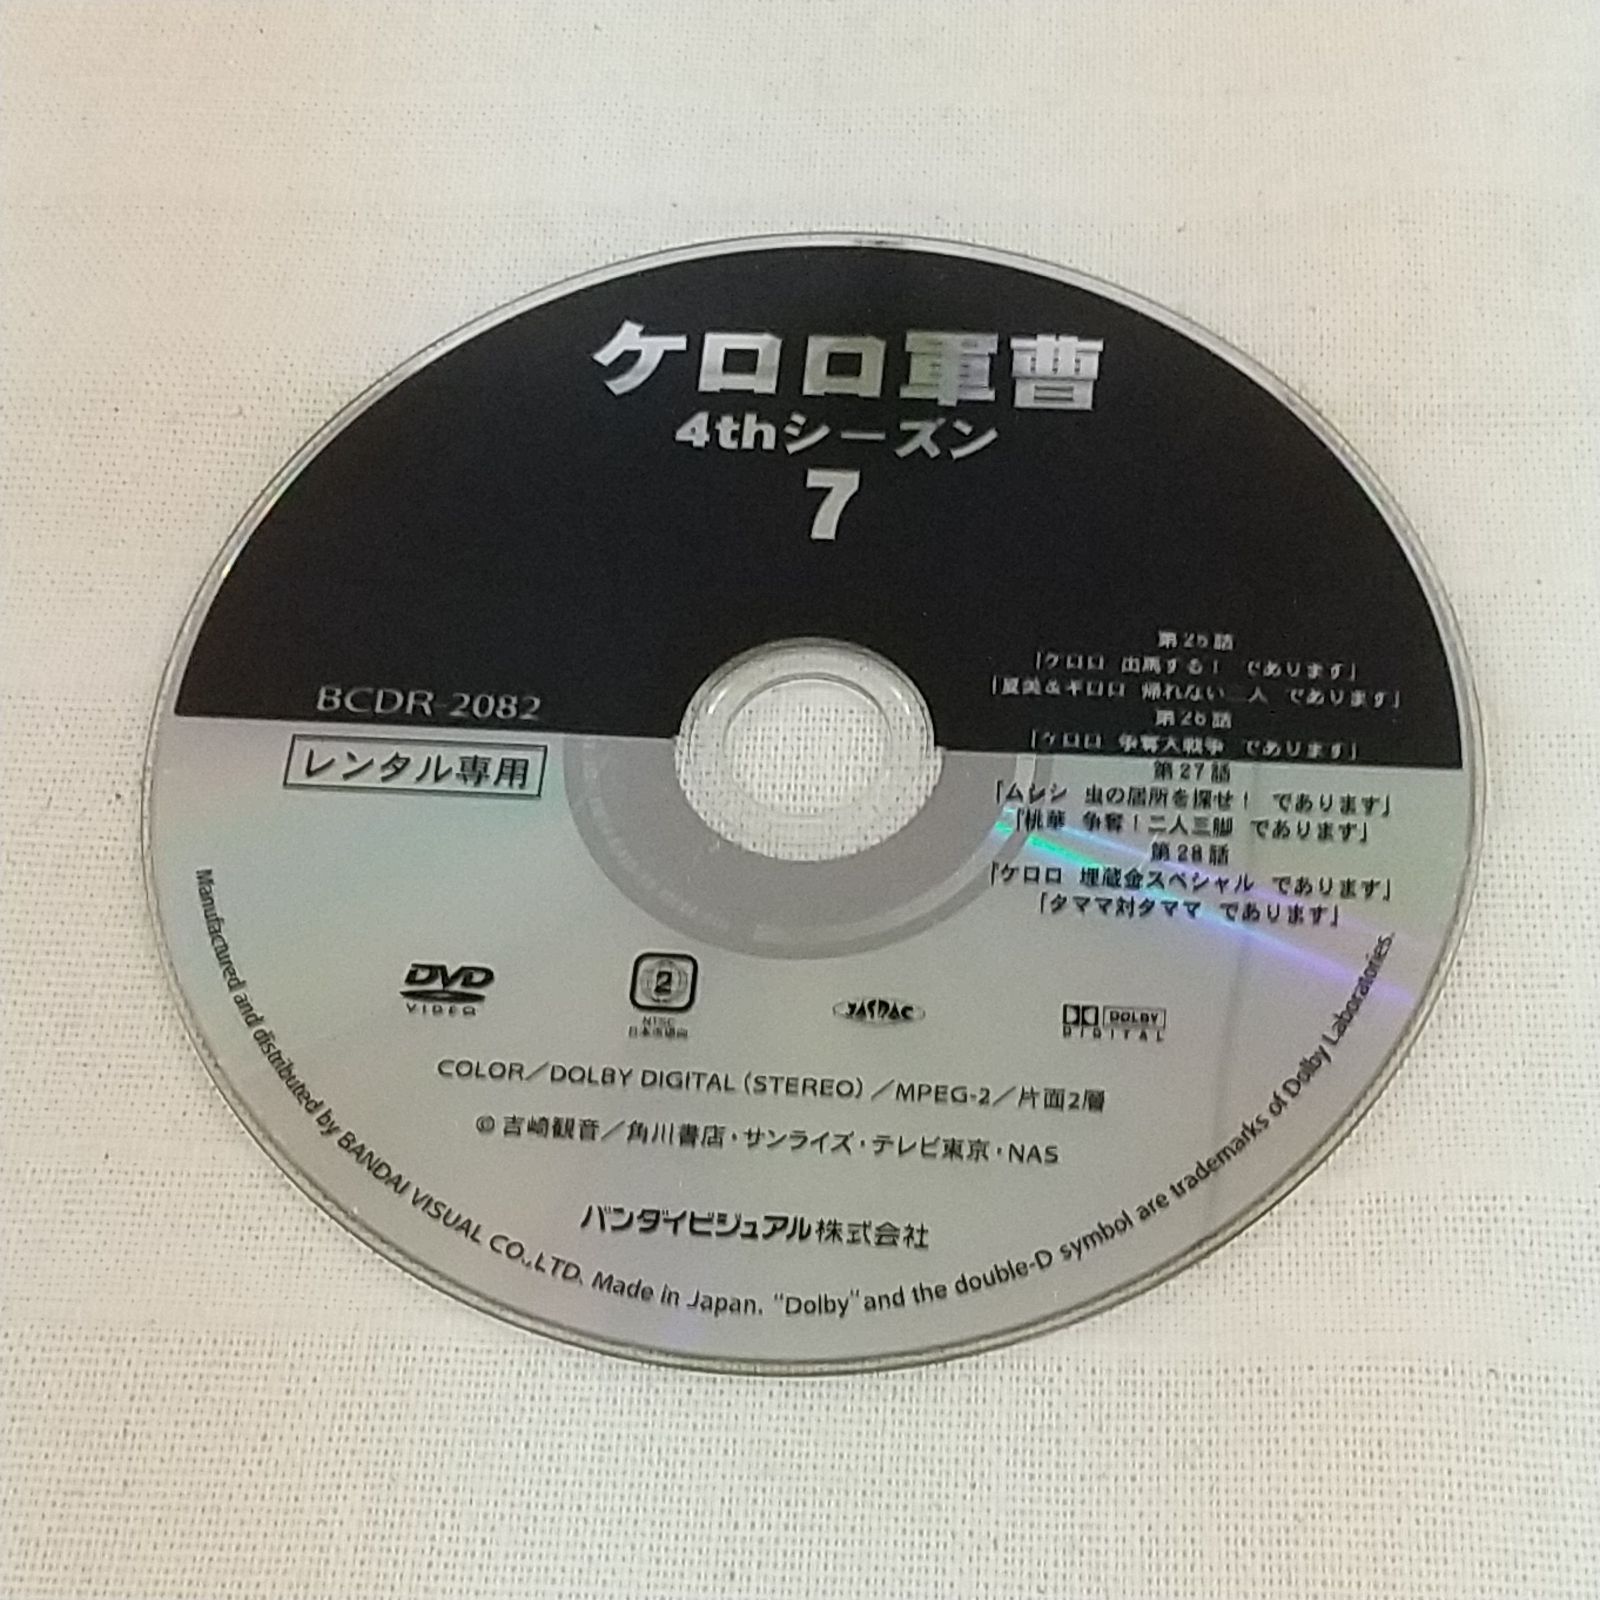 ケロロ軍曹
4thシーズン
7
第25話
「ケロロ 出馬する! であります」
「夏美&ギロロ 帰れない二人 であります」
第26話
「ケロロ 争奪大戦争 であります」
BCDR-2082
レンタル専用
第27話
「ムシシ 虫の居所を探せ! であります」
「桃華 争奪!二人三脚 であります」
第28話
「ケロロ 埋蔵金スペシャル であります」
「タママ対タママ であります」
DVD
VIDEO
2
NTSC
日本市場向
JASRAC
DOLBY
DIGITAL
COLOR/DOLBY DIGITAL (STEREO)/MPEG-2/片面2層
©吉崎観音/角川書店・サンライズ・テレビ東京・NAS
バンダイビジュアル株式会社
Manufactured and distributed by BANDAI VISUAL CO.,LTD. Made in Japan. "Dolby" and the double-D symbol are trademarks of Dolby Laboratories.